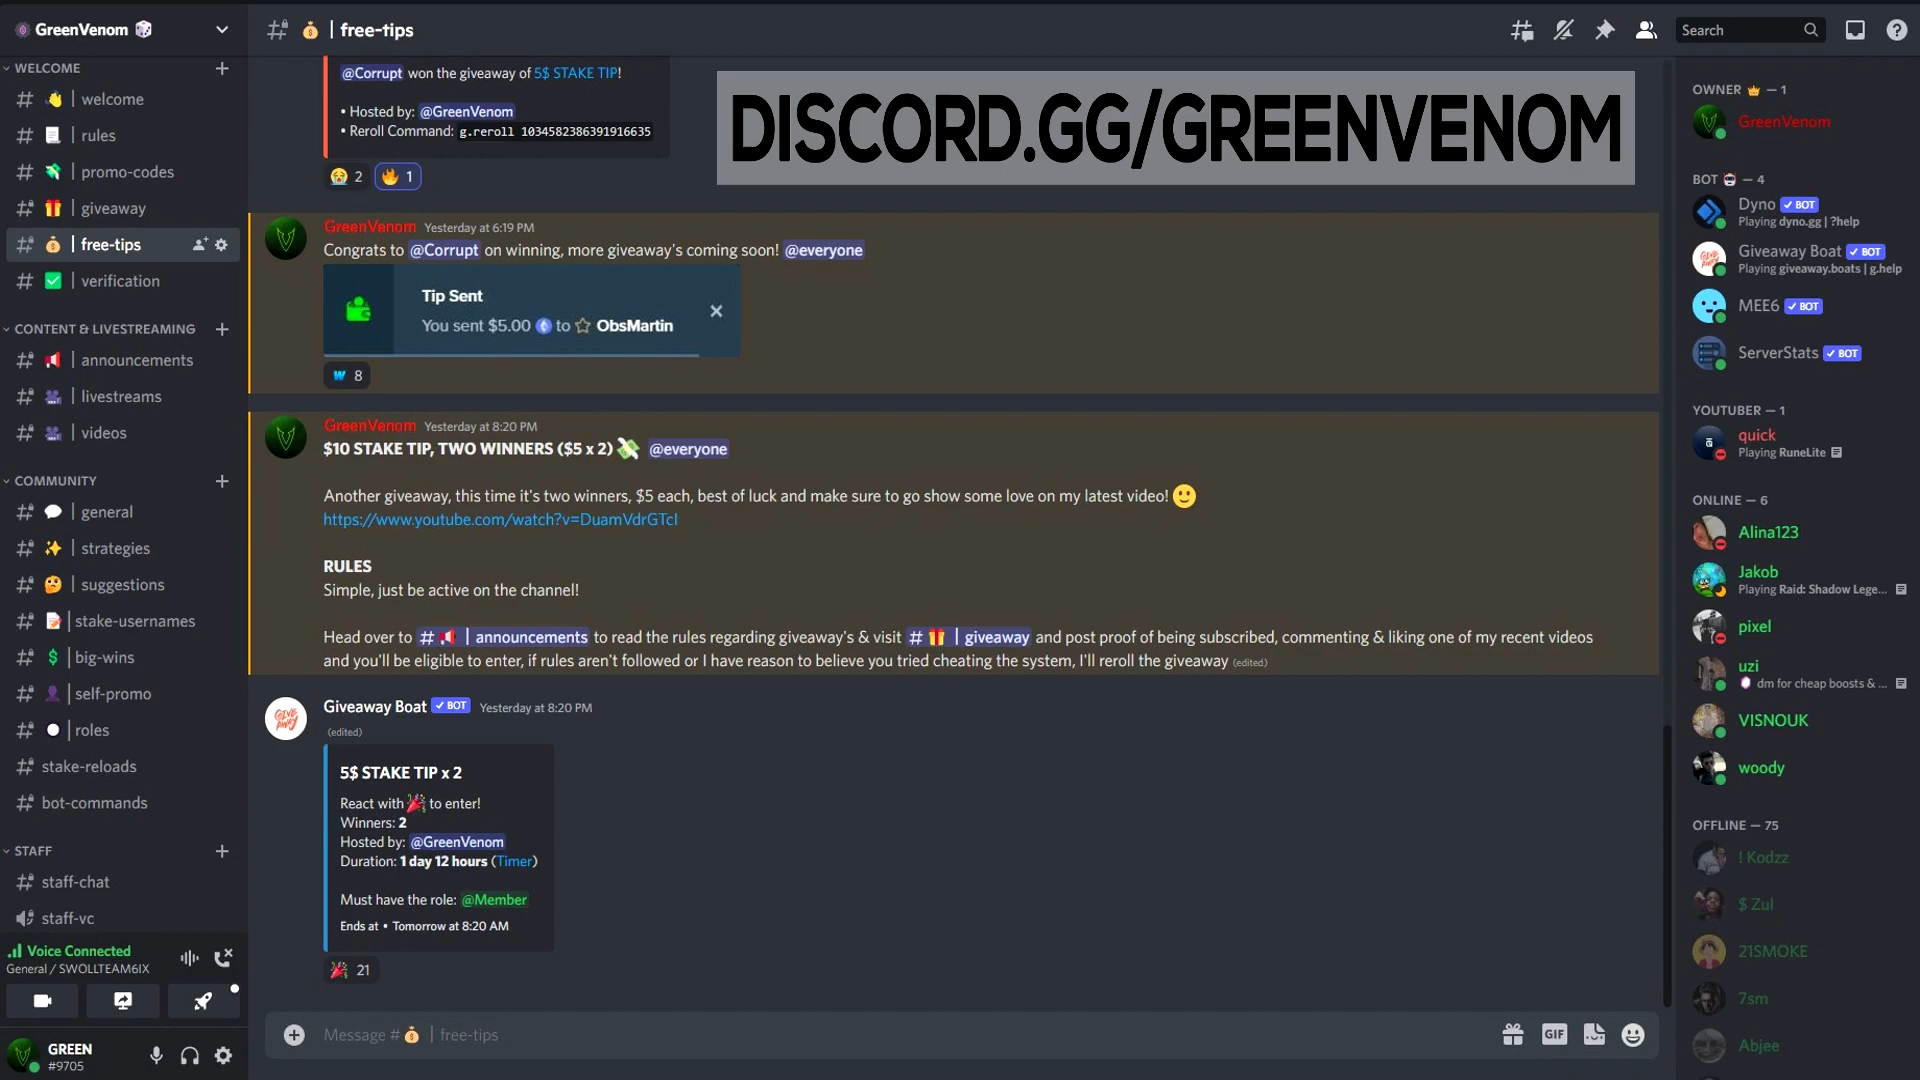 GreenVenom
WELCOME
welcome
rules
promo-codes
giveaway
free-tips
verification
CONTENT & LIVESTREAMING
announcements
livestreams
videos
COMMUNITY
general
strategies
suggestions
stake-usernames
big-wins
self-promo
roles
stake-reloads
bot-commands
STAFF
staff-chat
staff-vc
Voice Connected
General / SWOLLTEAM6IX
GREEN
#9705
| free-tips
Search
@Corrupt won the giveaway of 5$ STAKE TIP!
• Hosted by: @GreenVenom
• Reroll Command: g.reroll 1034582386391916635
2 1
DISCORD.GG/GREENVENOM
GreenVenom Yesterday at 6:19 PM
Congrats to @Corrupt on winning, more giveaway's coming soon! @everyone
Tip Sent
You sent $5.00 to ObsMartin
W 8
GreenVenom Yesterday at 8:20 PM
$10 STAKE TIP, TWO WINNERS ($5 x 2) @everyone
Another giveaway, this time it's two winners, $5 each, best of luck and make sure to go show some love on my latest video!
https://www.youtube.com/watch?v=DuamVdrGTcI
RULES
Simple, just be active on the channel!
Head over to # | announcements to read the rules regarding giveaway's & visit # | giveaway and post proof of being subscribed, commenting & liking one of my recent videos
and you'll be eligible to enter, if rules aren't followed or I have reason to believe you tried cheating the system, I'll reroll the giveaway (edited)
Giveaway Boat BOT Yesterday at 8:20 PM
(edited)
5$ STAKE TIP x 2
React with to enter!
Winners: 2
Hosted by: @GreenVenom
Duration: 1 day 12 hours (Timer)
Must have the role: @Member
Ends at • Tomorrow at 8:20 AM
21
Message # | free-tips
GIF
OWNER — 1
GreenVenom
BOT — 4
Dyno BOT
Playing dyno.gg | ?help
Giveaway Boat BOT
Playing giveaway.boats | g.help
MEE6 BOT
ServerStats BOT
YOUTUBER — 1
quick
Playing RuneLite
ONLINE — 6
Alina123
Jakob
Playing Raid: Shadow Lege...
pixel
uzi
dm for cheap boosts & ...
VISNOUK
woody
OFFLINE — 75
! Kodzz
$ Zul
21SMOKE
7sm
Abjee